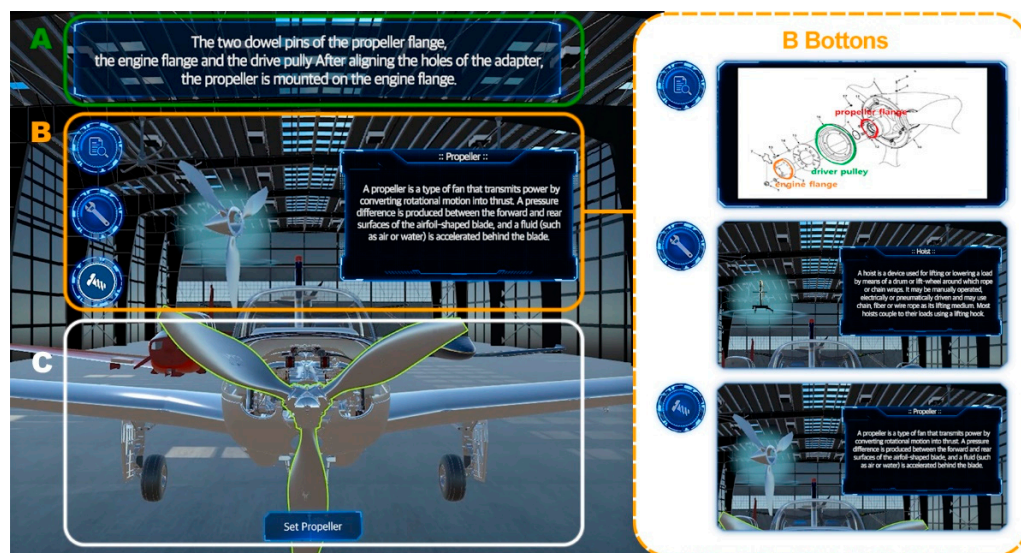 A
The two dowel pins of the propeller flange,
the engine flange and the drive pully After aligning the holes of the adapter,
the propeller is mounted on the engine flange.
B
:: Propeller ::
A propeller is a type of fan that transmits power by
converting rotational motion into thrust. A pressure
difference is produced between the forward and rear
surfaces of the airfoil-shaped blade, and a fluid (such
as air or water) is accelerated behind the blade.
C
Set Propeller
B Bottons
propeller flange
driver pulley
engine flange
:: Hoist ::
A hoist is a device used for lifting or lowering a load
by means of a drum or lift-wheel around which rope
or chain wraps. It may be manually operated,
electrically or pneumatically driven and may use
chain, fiber or wire rope as its lifting medium. Most
hoists couple to their loads using a lifting hook.
:: Propeller ::
A propeller is a type of fan that transmits power by
converting rotational motion into thrust. A pressure
difference is produced between the forward and rear
surfaces of the airfoil-shaped blade, and a fluid (such
as air or water) is accelerated behind the blade.